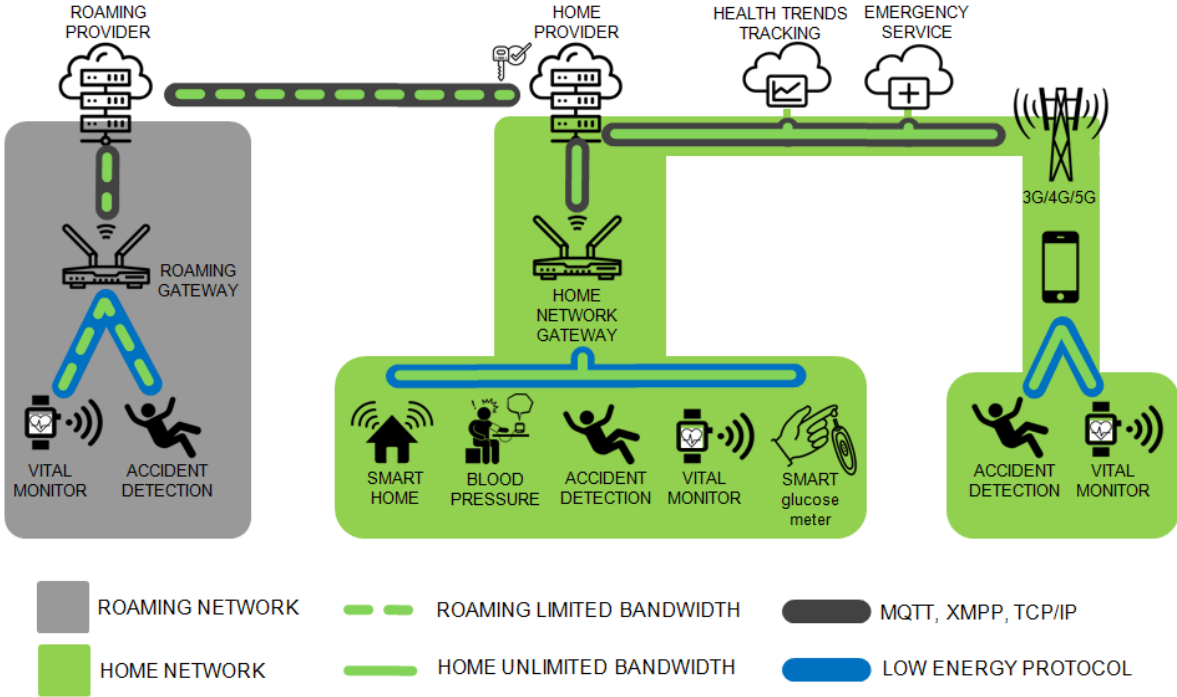 ROAMING
PROVIDER
HOME
PROVIDER
HEALTH TRENDS
TRACKING
EMERGENCY
SERVICE
3G/4G/5G
ROAMING
GATEWAY
HOME
NETWORK
GATEWAY
VITAL
MONITOR
ACCIDENT
DETECTION
SMART
HOME
BLOOD
PRESSURE
ACCIDENT
DETECTION
VITAL
MONITOR
SMART
glucose
meter
ACCIDENT
DETECTION
VITAL
MONITOR
ROAMING NETWORK
ROAMING LIMITED BANDWIDTH
MQTT, XMPP, TCP/IP
HOME NETWORK
HOME UNLIMITED BANDWIDTH
LOW ENERGY PROTOCOL